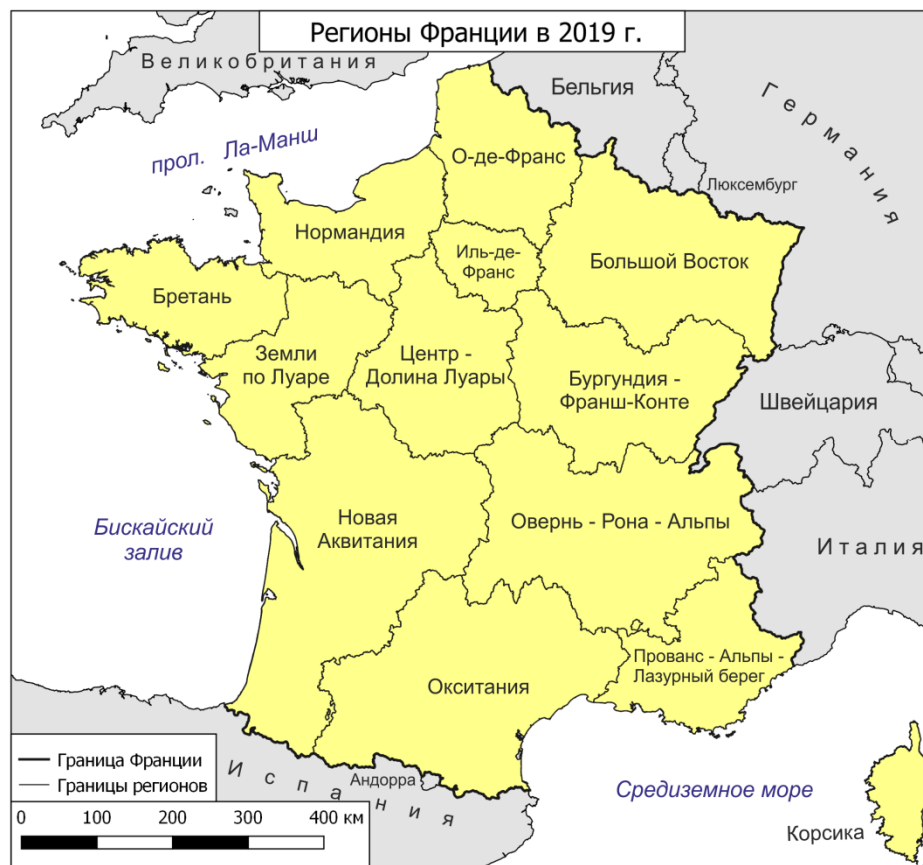 Регионы Франции в 2019 г.
Великобритания
Бельгия
Германия
прол. Ла-Манш
О-де-Франс
Люксембург
Нормандия
Иль-де-
Франс
Большой Восток
Бретань
Земли
по Луаре
Центр -
Долина Луары
Бургундия -
Франш-Конте
Швейцария
Новая
Аквитания
Овернь - Рона - Альпы
Бискайский
залив
Италия
Прованс - Альпы -
Лазурный берег
Окситания
Граница Франции
Границы регионов
Испания
Андорра
Средиземное море
Корсика
0 100 200 300 400 км